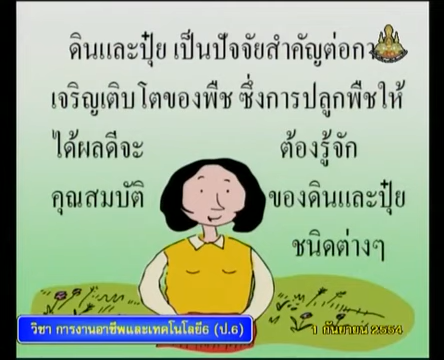 ดินและปุ๋ย เป็นปัจจัยสำคัญต่อ
เจริญเติบโตของพืช ซึ่งการปลูกพืชให้
ได้ผลดีจะ ต้องรู้จัก
คุณสมบัติ ของดินและปุ๋ย
ชนิดต่างๆ
วิชา การงานอาชีพและเทคโนโลยี6 (ป.6)
1 กันยายน 2554